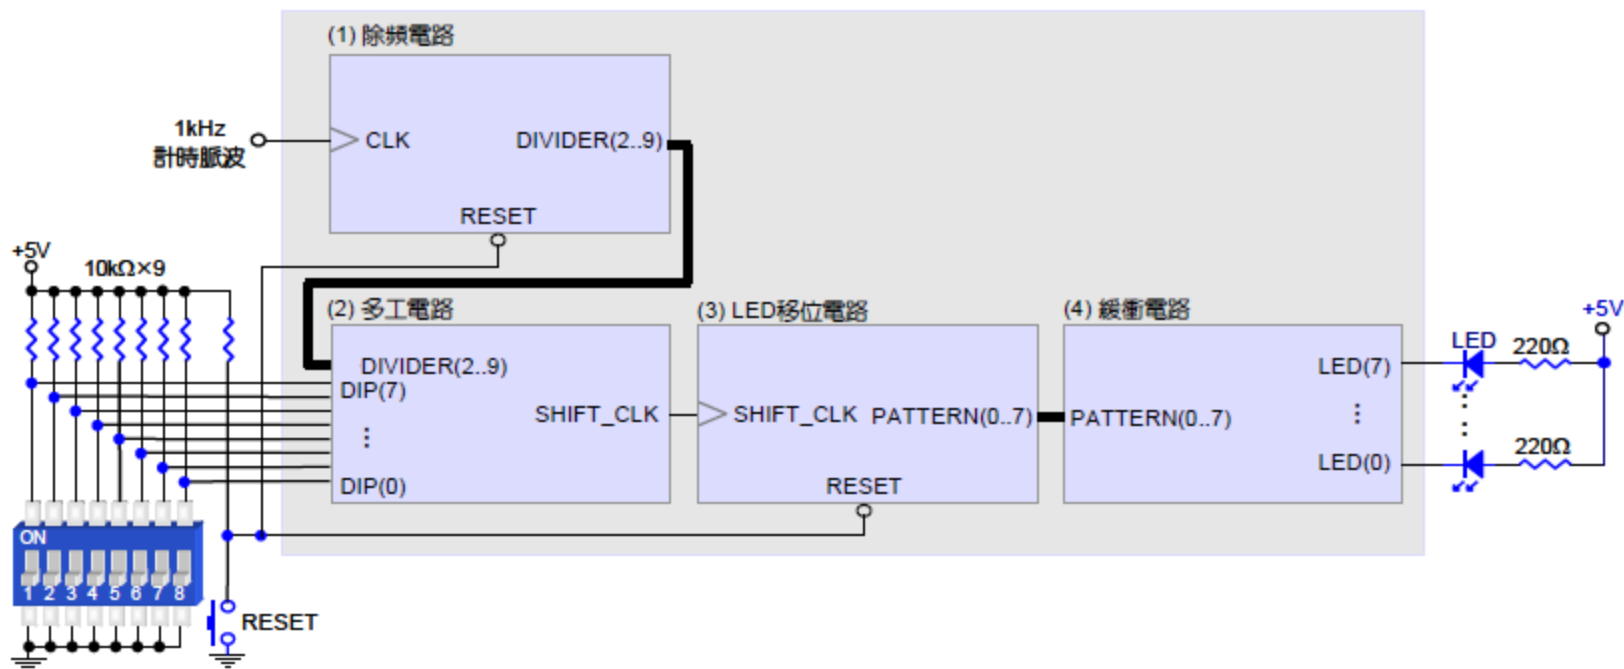 (1) 除頻電路
1kHz
計時脈波
CLK
DIVIDER(2..9)
RESET
+5V
10kΩ×9
(2) 多工電路
DIVIDER(2..9)
DIP(7)
⋮
DIP(0)
SHIFT_CLK
(3) LED移位電路
SHIFT_CLK
PATTERN(0..7)
RESET
(4) 緩衝電路
PATTERN(0..7)
LED(7)
⋮
LED(0)
+5V
LED
220Ω
⋮
220Ω
ON
1 2 3 4 5 6 7 8
RESET